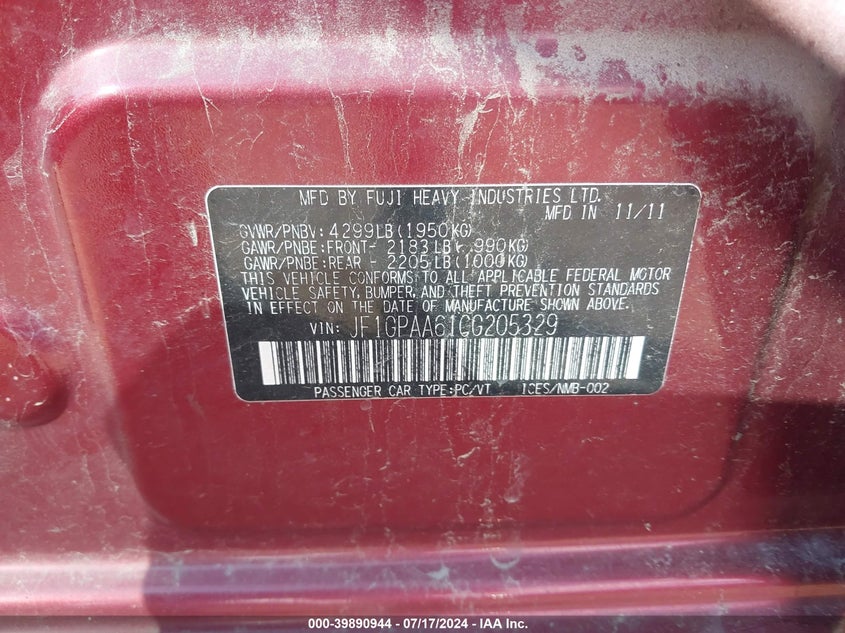 MFD BY FUJI HEAVY INDUSTRIES LTD.
MFD IN 11/11
GVWR/PNBV:4299LB(1950KG)
GAWR/PNBE:FRONT- 2183LB( 990KG)
GAWR/PNBE:REAR - 2205LB(1000KG)
THIS VEHICLE CONFORMS TO ALL APPLICABLE FEDERAL MOTOR
VEHICLE SAFETY, BUMPER, AND THEFT PREVENTION STANDARDS
IN EFFECT ON THE DATE OF MANUFACTURE SHOWN ABOVE.
VIN: JF1GPAA61CG205329
PASSENGER CAR TYPE:PC/VT ICES/NMB-002
000-39890944 / 07/17/2024 - IAA Inc.